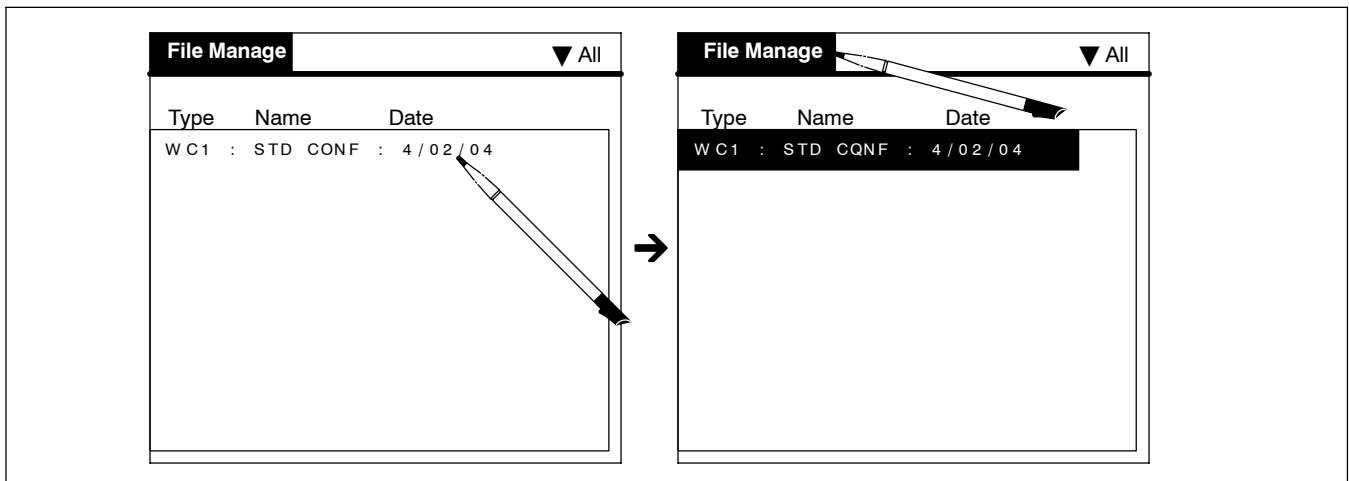 File Manage ▼ All
Type Name Date
WC1 : STD CONF : 4/02/04
→
File Manage ▼ All
Type Name Date
WC1 : STD CQNF : 4/02/04